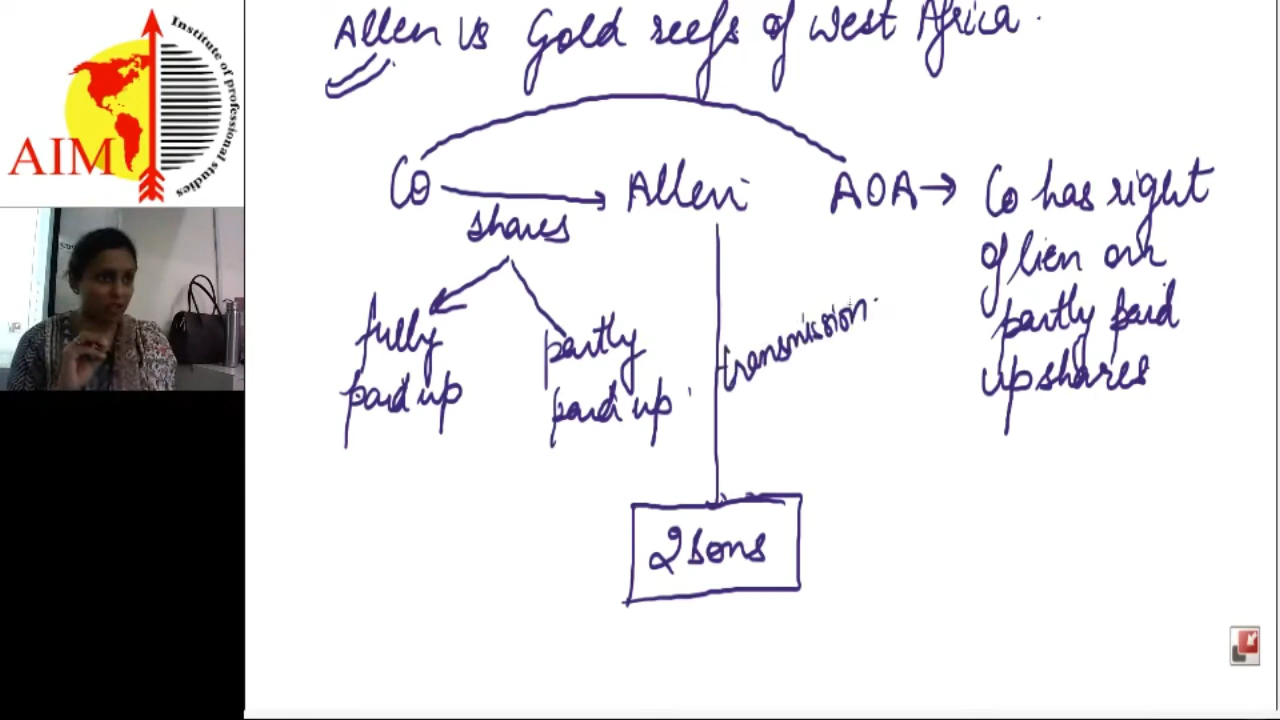 Institute of professional studies
AIM
Allen Vs Gold reefs of West Africa.
Co
shares
Allen
AOA → Co has right
of lien on
partly paid
up shares
fully
paid up
partly
paid up
transmission
2 sons